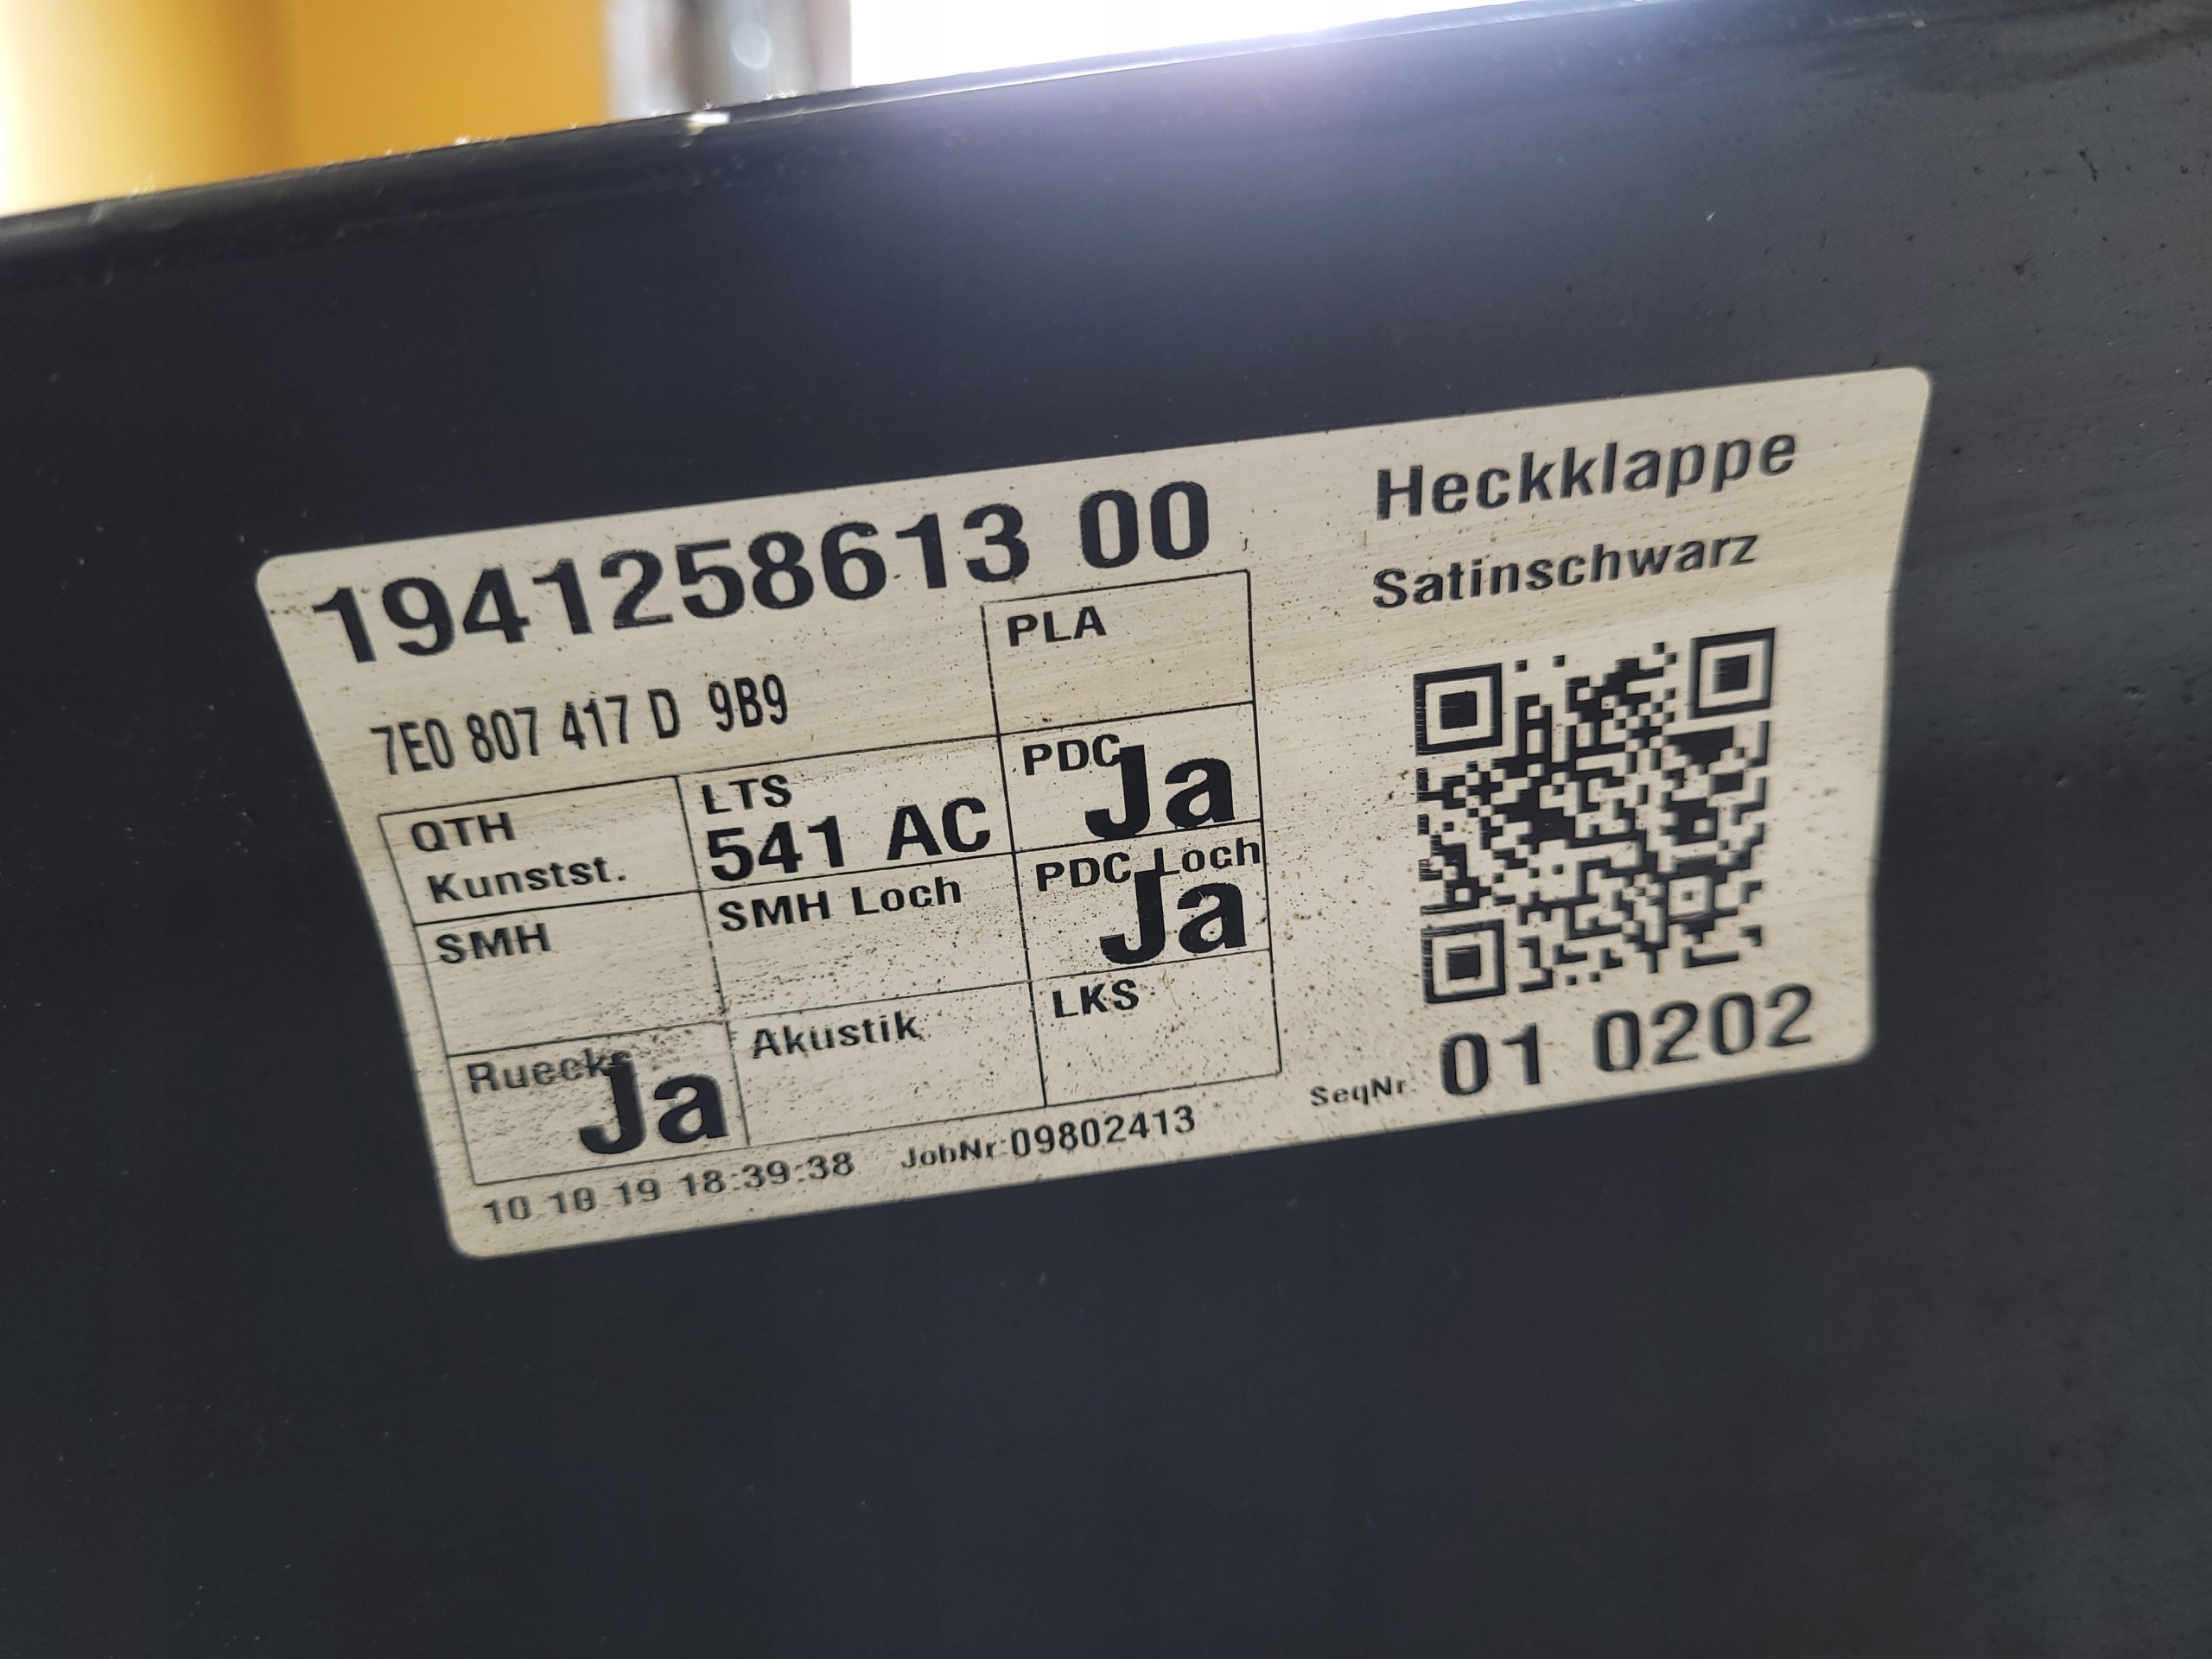 1941258613 00
Heckklappe
Satinschwarz
7E0 807 417 D 9B9
PLA
QTH
Kunstst.
LTS
541 AC
PDC
Ja
SMH
SMH Loch
PDC Loch
Ja
Ruecks
Ja
Akustik
LKS
10.10.19 18:39:38 JobNr:09802413
SeqNr. 01 0202